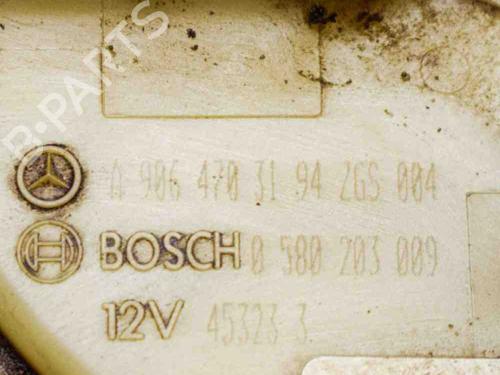 B-PARTS
A 906 470 31 94 ZGS 004
BOSCH 0 580 203 009
12V 45323 3